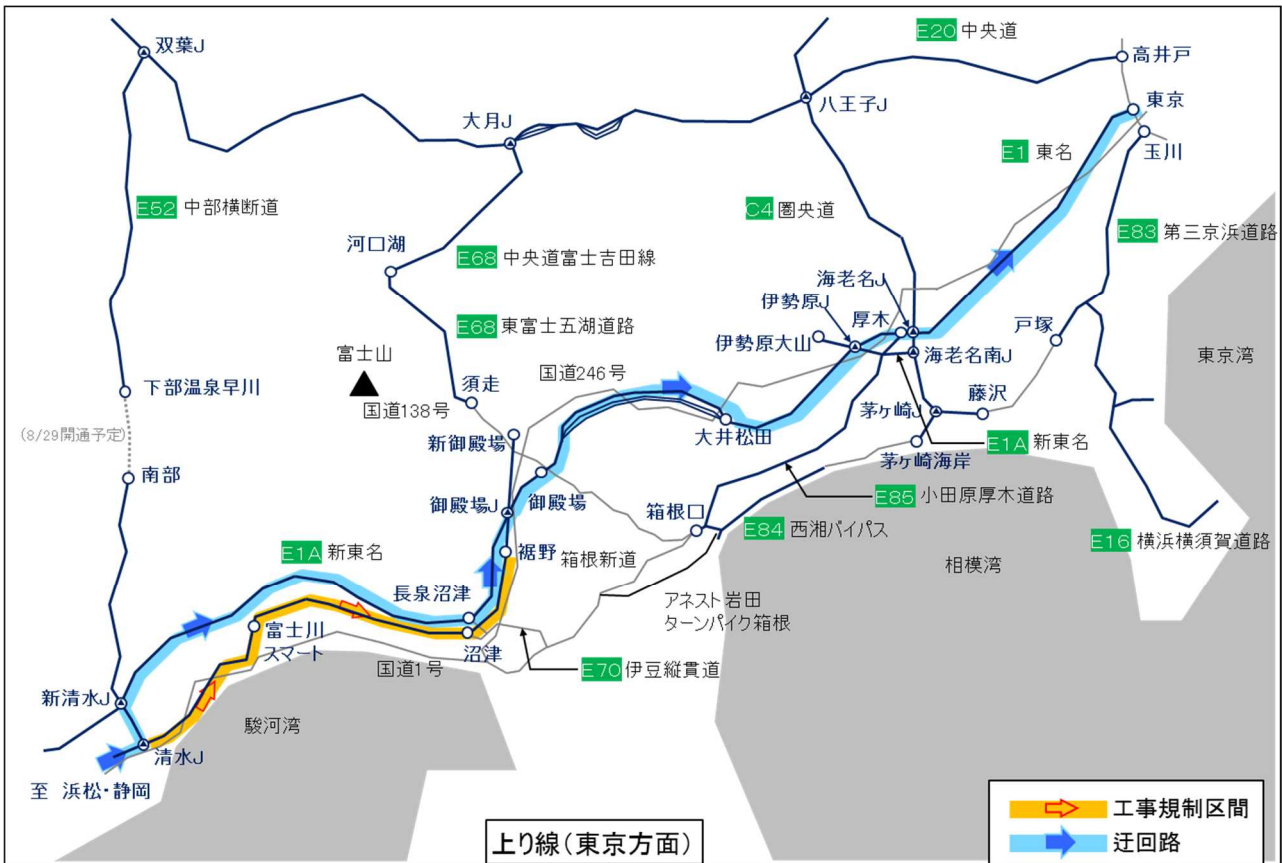 双葉J
E20 中央道
高井戸
八王子J
東京
大月J
玉川
E1 東名
E52 中部横断道
C4 圏央道
河口湖
E68 中央道富士吉田線
E83 第三京浜道路
海老名J
伊勢原J
厚木
E68 東富士五湖道路
伊勢原大山
戸塚
海老名南J
東京湾
富士山
国道246号
須走
下部温泉早川
国道138号
藤沢
茅ヶ崎J
(8/29開通予定)
新御殿場
大井松田
E1A 新東名
茅ヶ崎海岸
南部
御殿場J
御殿場
E85 小田原厚木道路
箱根口
E84 西湘バイパス
E1A 新東名
裾野
箱根新道
E16 横浜横須賀道路
相模湾
長泉沼津
アネスト岩田
ターンパイク箱根
富士川
スマート
沼津
国道1号
E70 伊豆縦貫道
新清水J
駿河湾
清水J
至 浜松・静岡
上り線(東京方面)
工事規制区間
迂回路